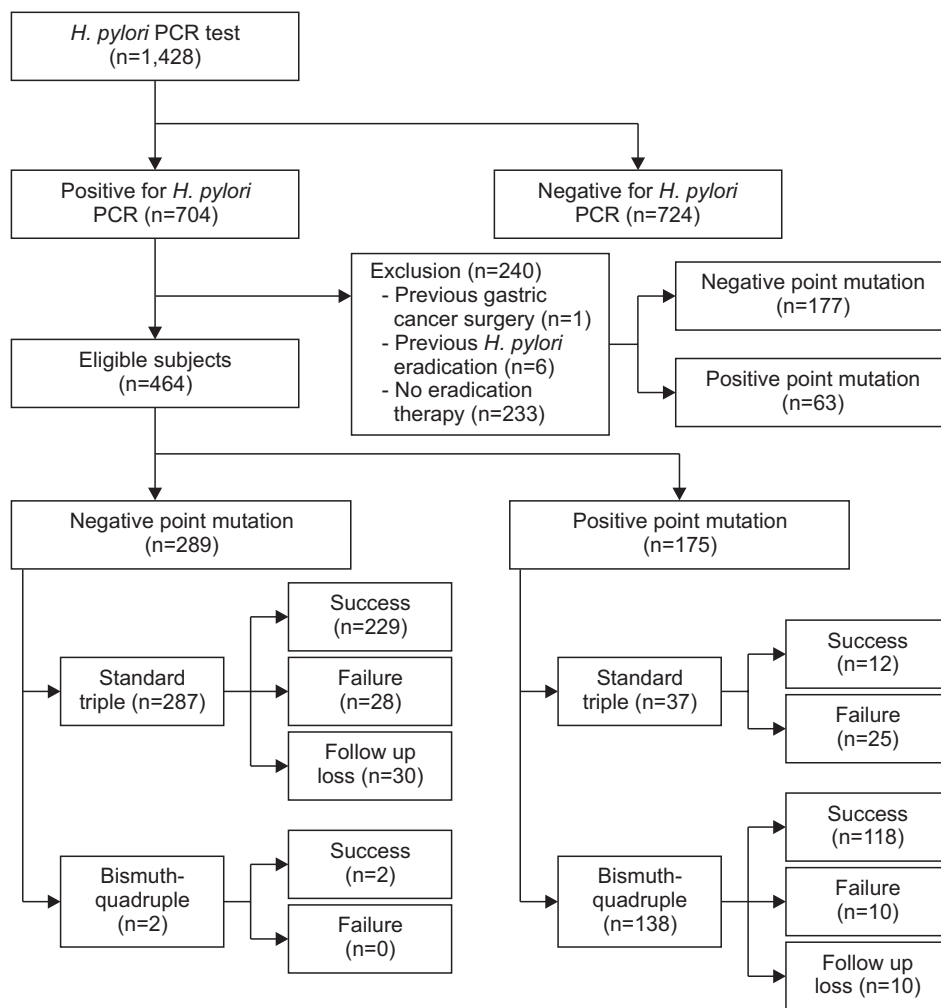 H. pylori PCR test
(n=1,428)
Positive for H. pylori
PCR (n=704)
Negative for H. pylori
PCR (n=724)
Exclusion (n=240)
- Previous gastric
cancer surgery (n=1)
- Previous H. pylori
eradication (n=6)
- No eradication
therapy (n=233)
Negative point mutation
(n=177)
Positive point mutation
(n=63)
Eligible subjects
(n=464)
Negative point mutation
(n=289)
Positive point mutation
(n=175)
Standard
triple (n=287)
Success
(n=229)
Failure
(n=28)
Follow up
loss (n=30)
Bismuth-
quadruple
(n=2)
Success
(n=2)
Failure
(n=0)
Standard
triple (n=37)
Success
(n=12)
Failure
(n=25)
Bismuth-
quadruple
(n=138)
Success
(n=118)
Failure
(n=10)
Follow up
loss (n=10)